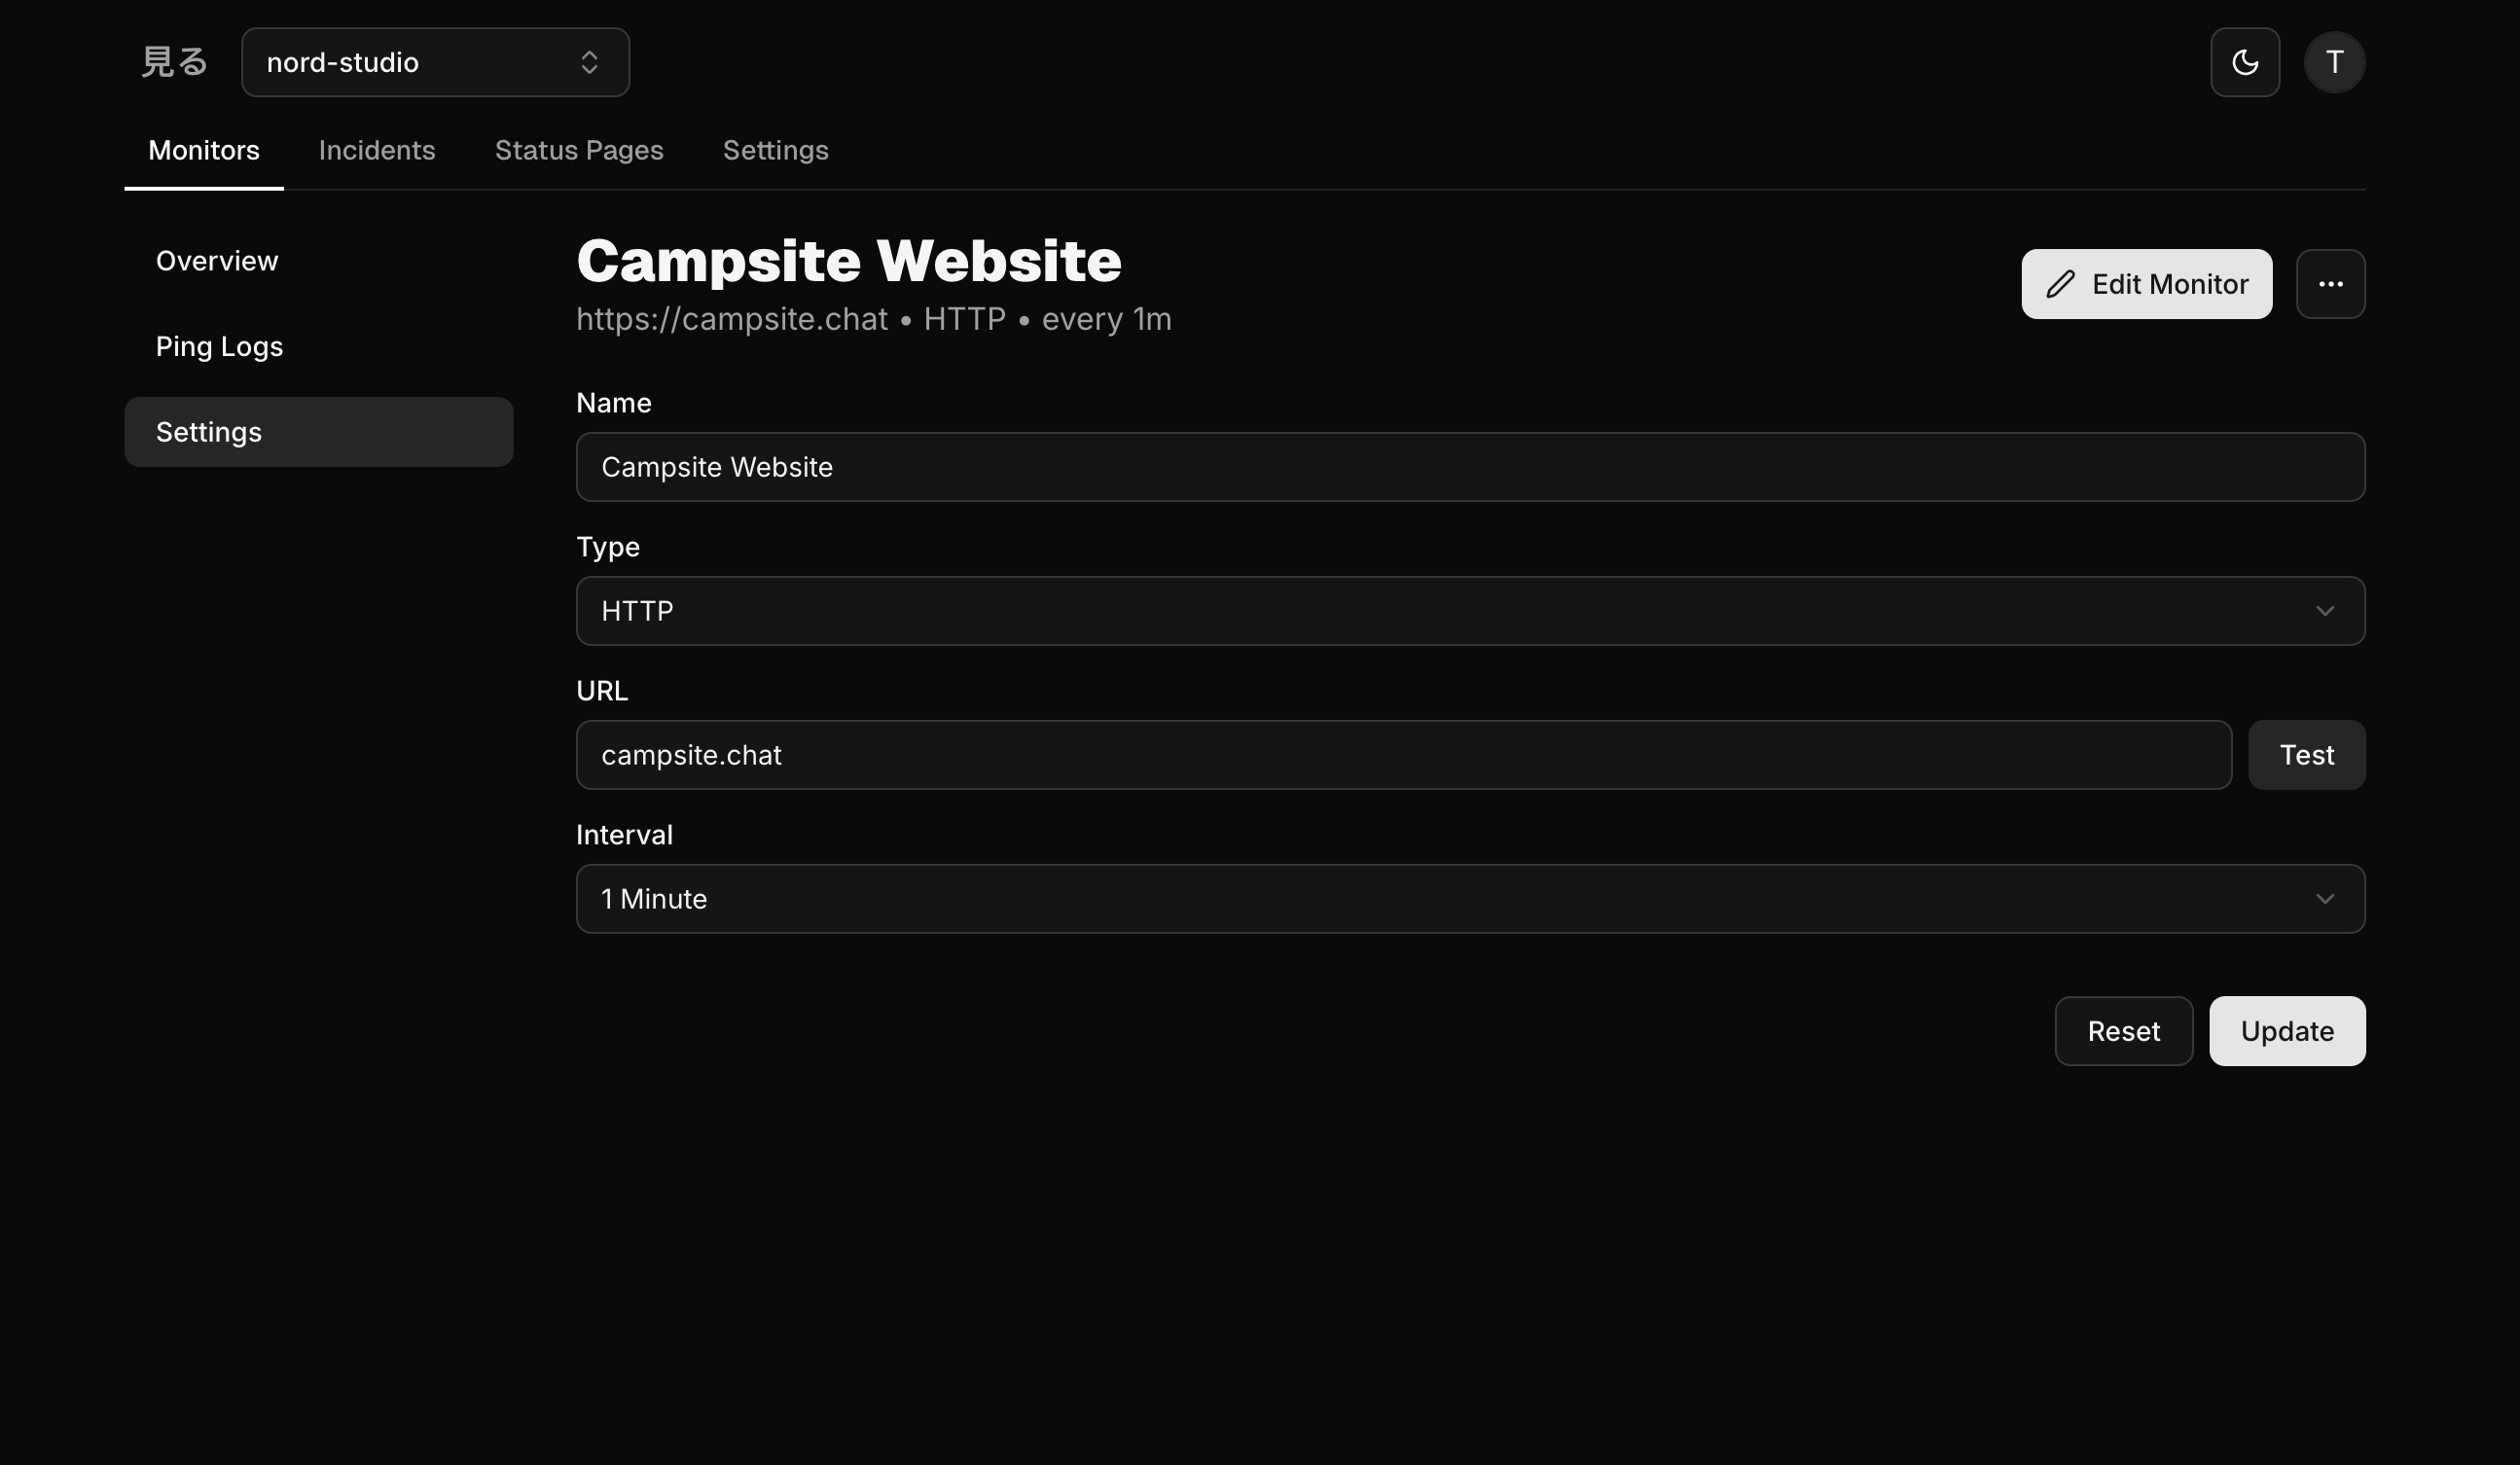 見る
nord-studio
T
Monitors Incidents Status Pages Settings
Overview
Ping Logs
Settings
Campsite Website
https://campsite.chat • HTTP • every 1m
Edit Monitor
Name
Campsite Website
Type
HTTP
URL
campsite.chat
Test
Interval
1 Minute
Reset
Update